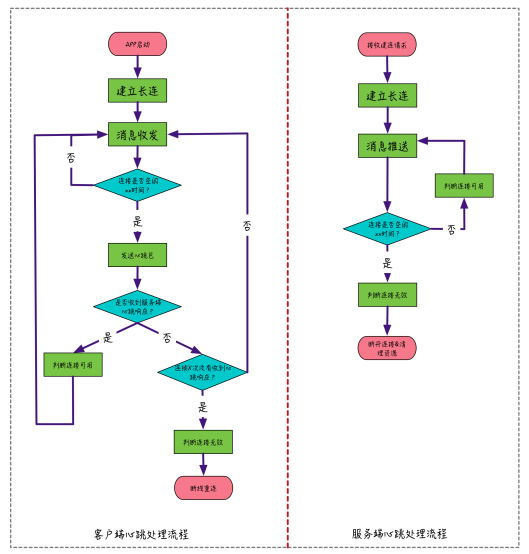 APP启动
建立长连
消息收发
否
连接是否空闲
xx时间？
是
发送心跳包
是否收到服务端
心跳响应？
是
否
判断连接可用
连续X次没有收到心
跳响应？
否
是
判断连接无效
断线重连
客户端心跳处理流程
接收建连请求
建立长连
消息推送
判断连接可用
连接是否空闲
xx时间？
否
是
判断连接无效
断开连接&清
理资源
服务端心跳处理流程